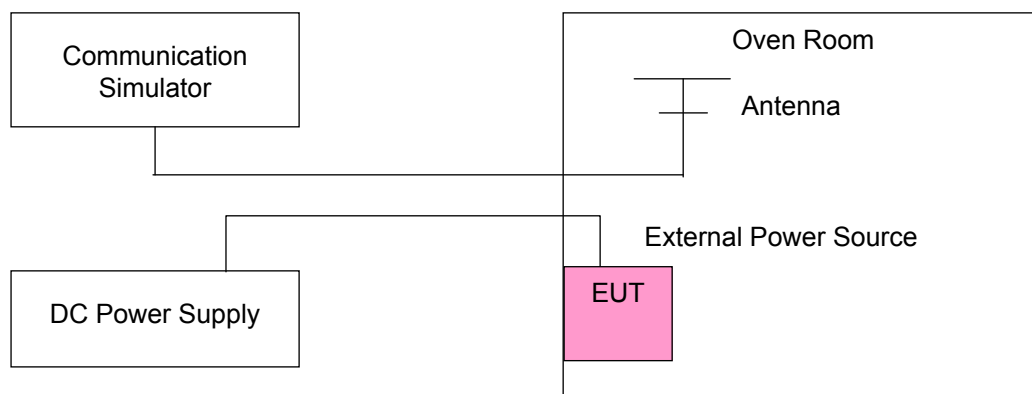 Communication
Simulator
Oven Room
Antenna
External Power Source
DC Power Supply
EUT